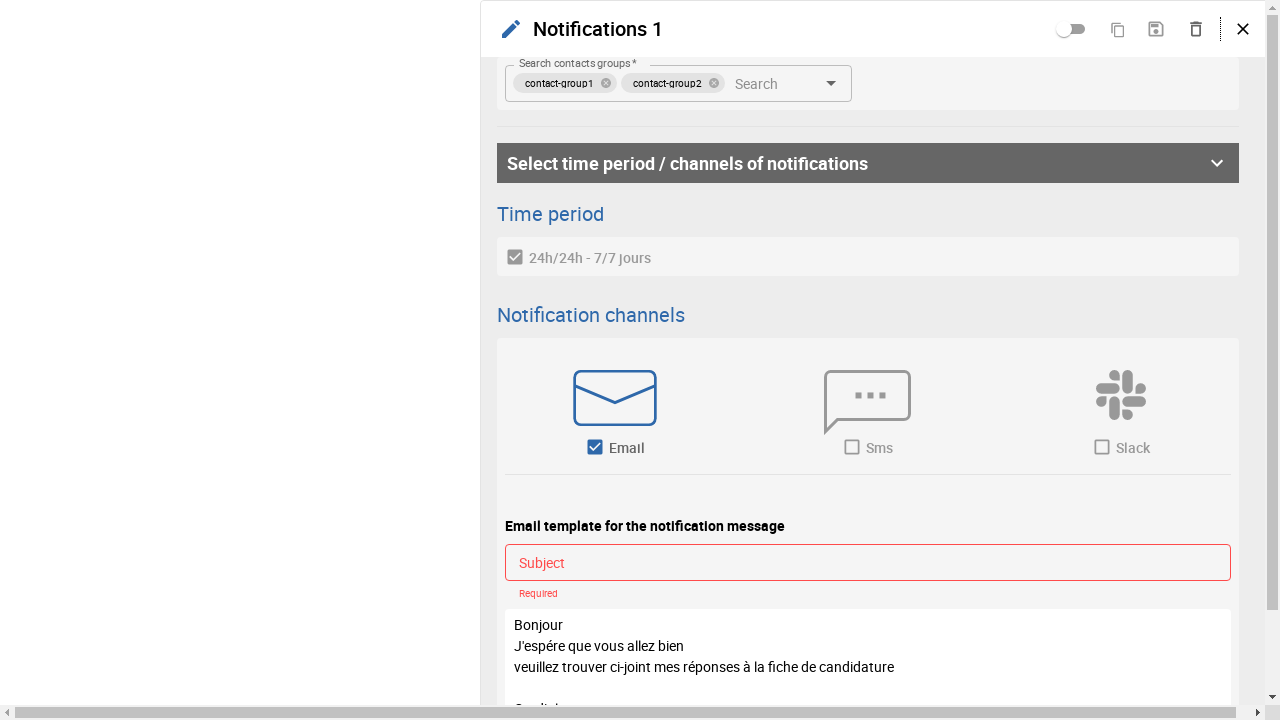 Notifications 1
Search contacts groups *
contact-group1
contact-group2
Search
Select time period / channels of notifications
Time period
24h/24h - 7/7 jours
Notification channels
Email
Sms
Slack
Email template for the notification message
Subject
Required
Bonjour
J'espére que vous allez bien
veuillez trouver ci-joint mes réponses à la fiche de candidature